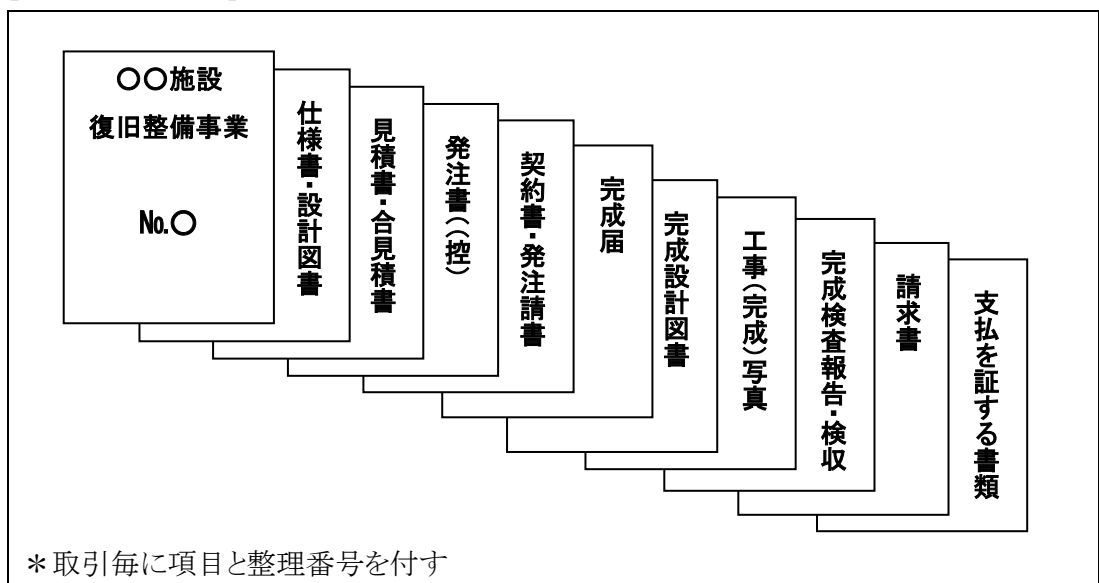 〇〇施設
復旧整備事業
№〇
仕様書・設計図書
見積書・合見積書
発注書((控)
契約書・発注請書
完成届
完成設計図書
工事(完成)写真
完成検査報告・検収
請求書
支払を証する書類
＊取引毎に項目と整理番号を付す